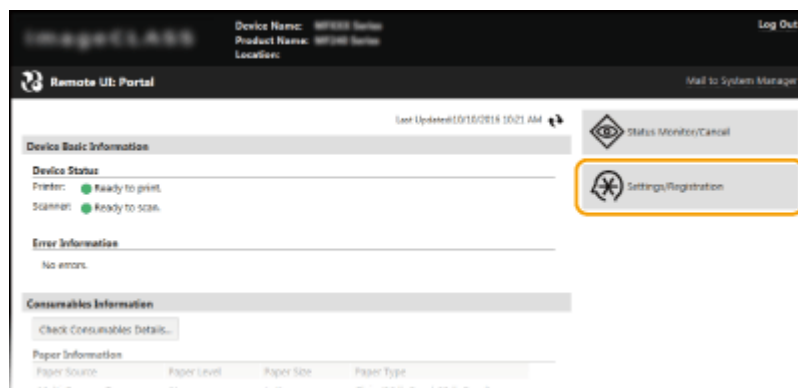 imageCLASS
Device Name:
Product Name:
Location:
Log Out
Remote UI: Portal
Mail to System Manager
Last Updated:10/10/2016 10:21 AM
Device Basic Information
Device Status
Printer: Ready to print.
Scanner: Ready to scan.
Error Information
No errors.
Consumables Information
Check Consumables Details...
Paper Information
Paper Source Paper Level Paper Size Paper Type
Status Monitor/Cancel
Settings/Registration